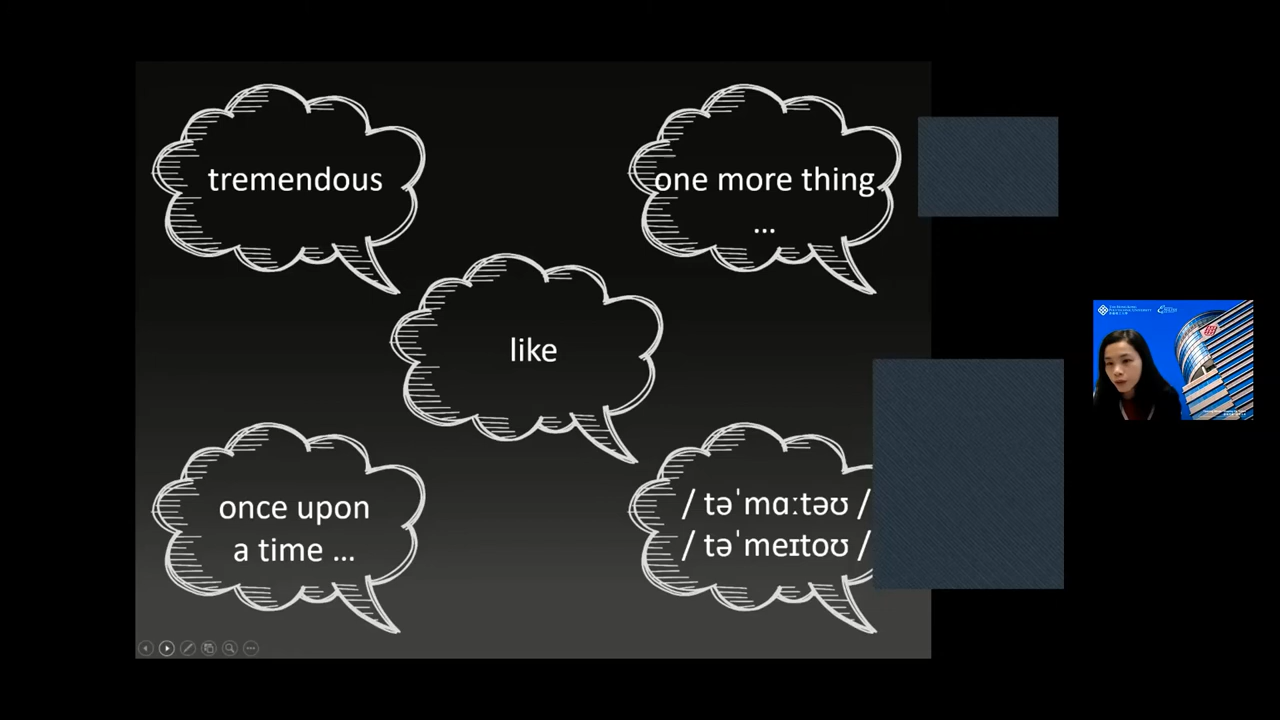 tremendous
one more thing
...
like
once upon
a time ...
/ təˈmɑːtəʊ /
/ təˈmeɪtoʊ /